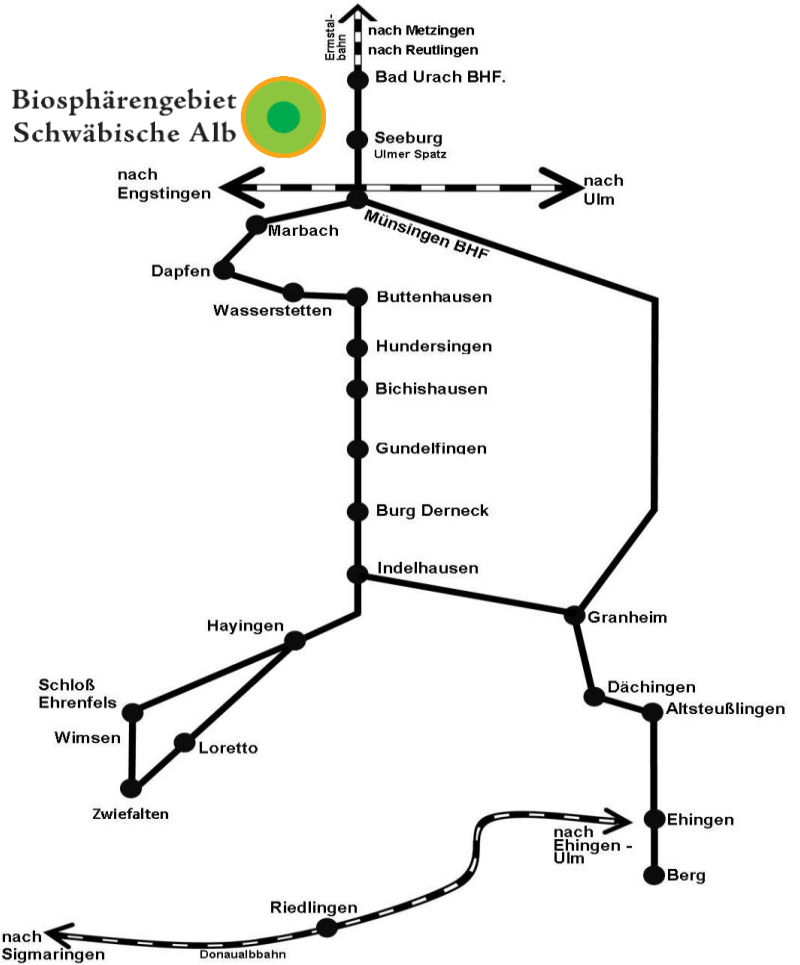 Ermstal-
bahn
nach Metzingen
nach Reutlingen
Bad Urach BHF.
Biosphärengebiet
Schwäbische Alb
Seeburg
Ulmer Spatz
nach
Engstingen
nach
Ulm
Münsingen BHF
Marbach
Dapfen
Wasserstetten
Buttenhausen
Hundersingen
Bichishausen
Gundelfingen
Burg Derneck
Indelhausen
Hayingen
Granheim
Schloß
Ehrenfels
Dächingen
Altsteußlingen
Wimsen
Loretto
Zwiefalten
Ehingen
nach
Ehingen -
Ulm
Berg
Riedlingen
nach
Sigmaringen
Donaualbbahn